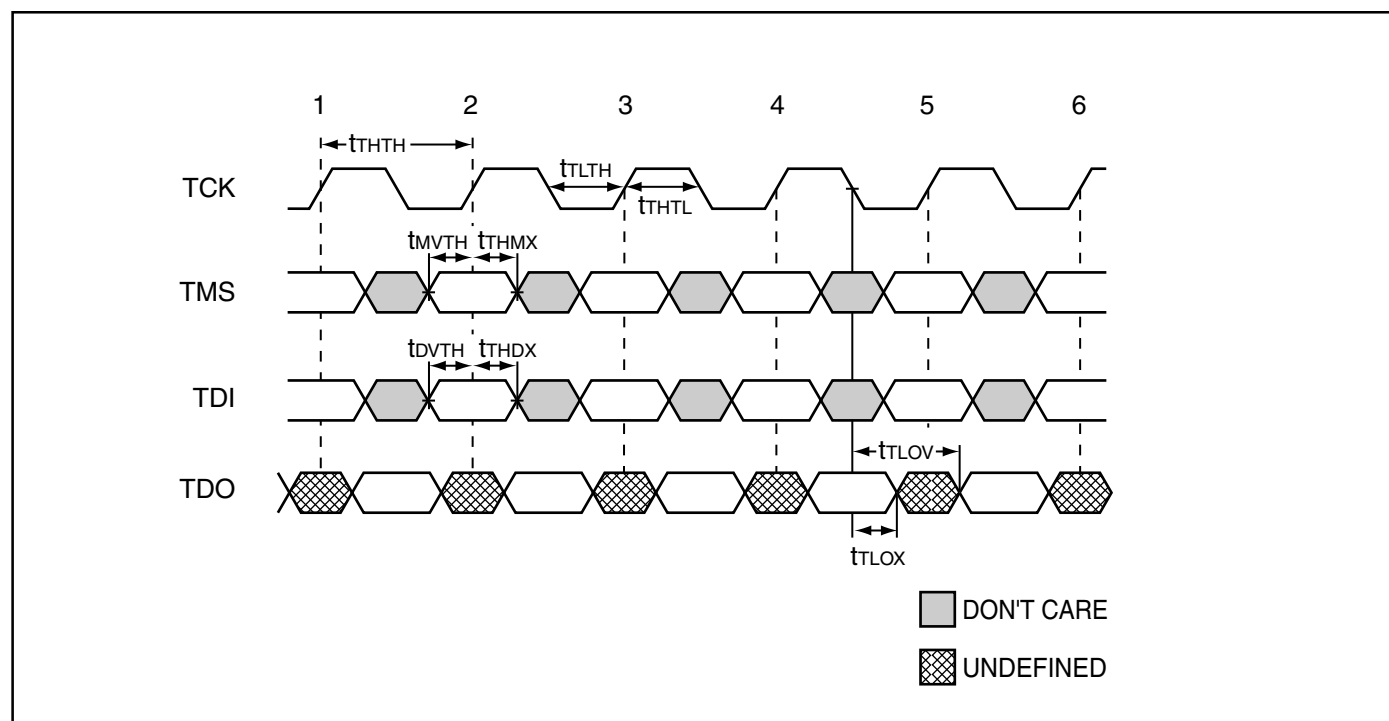 1 2 3 4 5 6
tTHTH
TCK
tTLTH
tTHTL
tMVTH tTHMX
TMS
tDVTH tTHDX
TDI
tTLOV
TDO
tTLOX
DON'T CARE
UNDEFINED